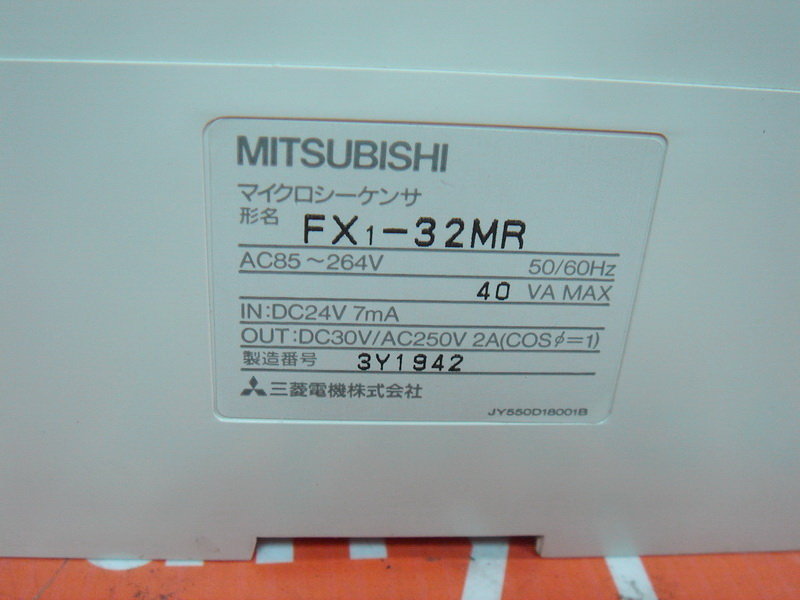 MITSUBISHI
マイクロシーケンサ
形名 FX1-32MR
AC85～264V 50/60Hz
40 VA MAX
IN:DC24V 7mA
OUT:DC30V/AC250V 2A(COSφ=1)
製造番号 3Y1942
三菱電機株式会社
JY550D18001B